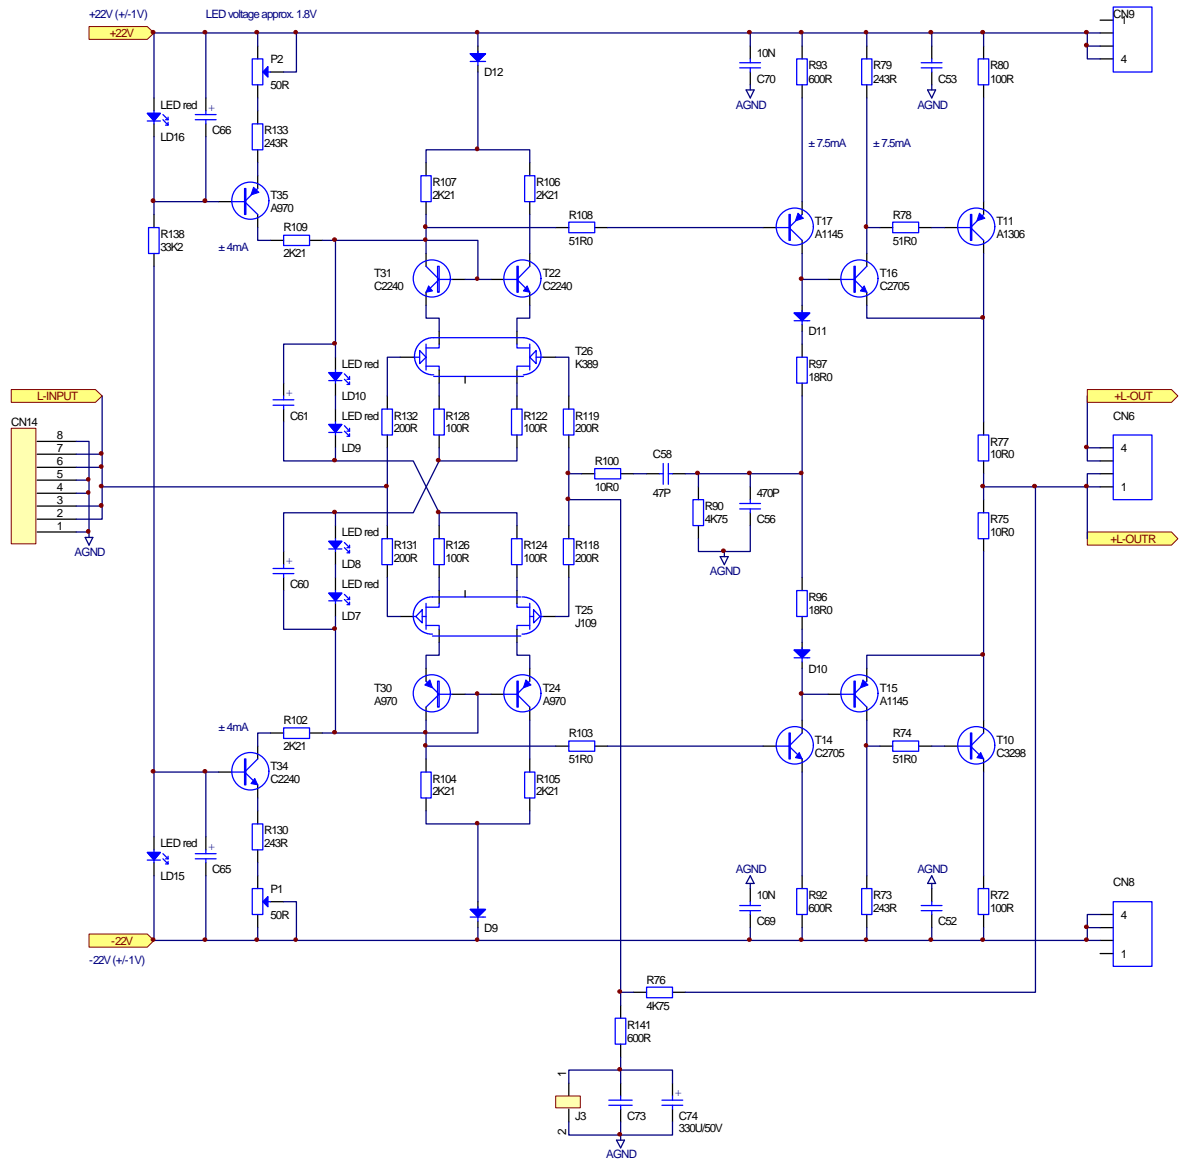 +22V (+/-1V)
LED voltage approx. 1.8V
CN9
+22V
1
4
P2
50R
D12
10N
C70
AGND
R93
600R
R79
243R
C53
AGND
R80
100R
LED red
LD16
+
C66
R133
243R
± 7.5mA
± 7.5mA
R107
2K21
R106
2K21
T35
A970
R138
33K2
± 4mA
R109
2K21
R108
51R0
T17
A1145
R78
51R0
T11
A1306
T31
C2240
T22
C2240
T16
C2705
D11
T26
K389
R97
18R0
LED red
LD10
+
C61
LED red
LD9
R132
200R
R128
100R
R122
100R
R119
200R
L-INPUT
CN14
8
7
6
5
4
3
2
1
AGND
+L-OUT
CN6
4
1
+L-OUTR
R77
10R0
R75
10R0
R100
10R0
C58
47P
R90
4K75
470P
C56
AGND
LED red
LD8
+
C60
LED red
LD7
R131
200R
R126
100R
R124
100R
R118
200R
T25
J109
R96
18R0
D10
T30
A970
T24
A970
T15
A1145
± 4mA
R102
2K21
R103
51R0
T14
C2705
R74
51R0
T10
C3298
T34
C2240
R104
2K21
R105
2K21
LED red
LD15
+
C65
R130
243R
P1
50R
D9
AGND
10N
C69
R92
600R
R73
243R
AGND
C52
R72
100R
CN8
4
1
-22V
-22V (+/-1V)
R76
4K75
R141
600R
1
2
J3
C73
+
C74
330U/50V
AGND